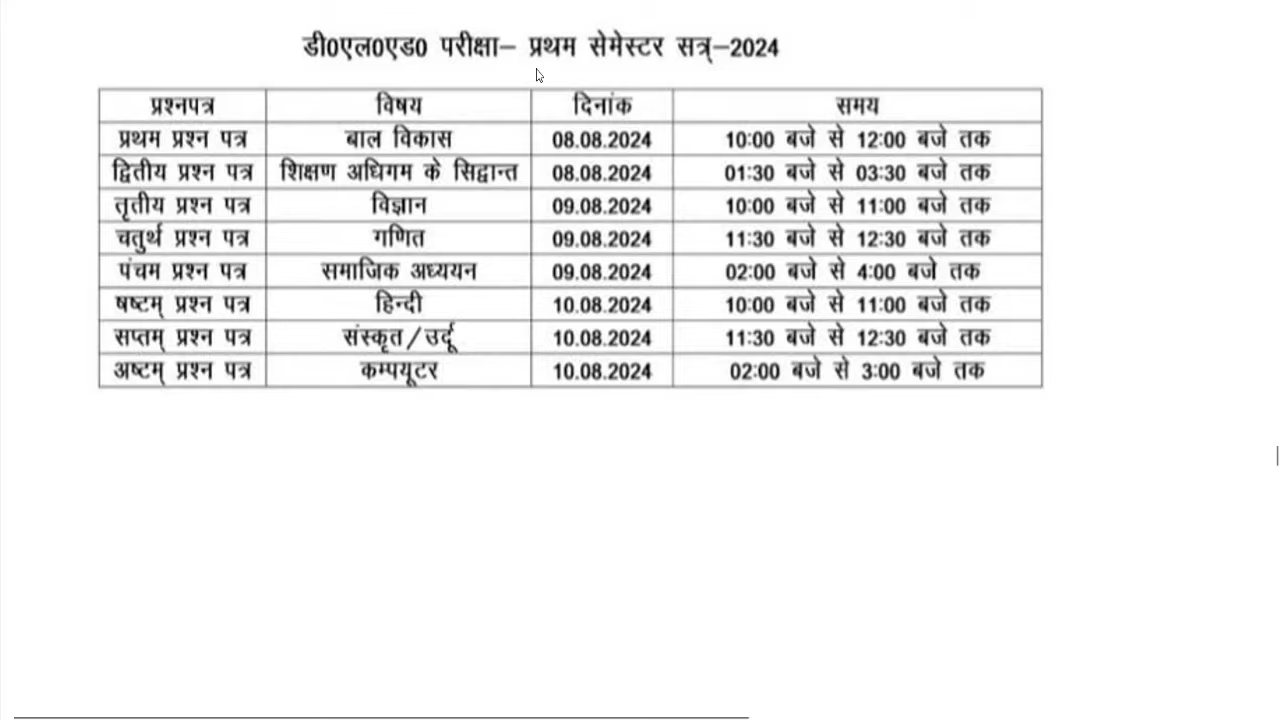 डी0एल0एड0 परीक्षा– प्रथम सेमेस्टर सत्र्–2024
प्रश्नपत्र विषय दिनांक समय
प्रथम प्रश्न पत्र बाल विकास 08.08.2024 10:00 बजे से 12:00 बजे तक
द्वितीय प्रश्न पत्र शिक्षण अधिगम के सिद्वान्त 08.08.2024 01:30 बजे से 03:30 बजे तक
तृतीय प्रश्न पत्र विज्ञान 09.08.2024 10:00 बजे से 11:00 बजे तक
चतुर्थ प्रश्न पत्र गणित 09.08.2024 11:30 बजे से 12:30 बजे तक
पंचम प्रश्न पत्र समाजिक अध्ययन 09.08.2024 02:00 बजे से 4:00 बजे तक
षष्टम् प्रश्न पत्र हिन्दी 10.08.2024 10:00 बजे से 11:00 बजे तक
सप्तम् प्रश्न पत्र संस्कृत/उर्दू 10.08.2024 11:30 बजे से 12:30 बजे तक
अष्टम् प्रश्न पत्र कम्पयूटर 10.08.2024 02:00 बजे से 3:00 बजे तक